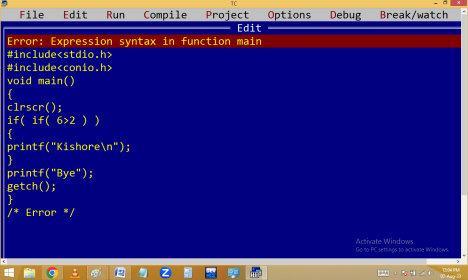 TC
File Edit Run Compile Project Options Debug Break/watch
Edit
Error: Expression syntax in function main
#include<stdio.h>
#include<conio.h>
void main()
{
clrscr();
if( if( 6>2 ) )
{
printf("Kishore\n");
}
printf("Bye");
getch();
}
/* Error */
Activate Windows
Go to PC settings to activate Windows.